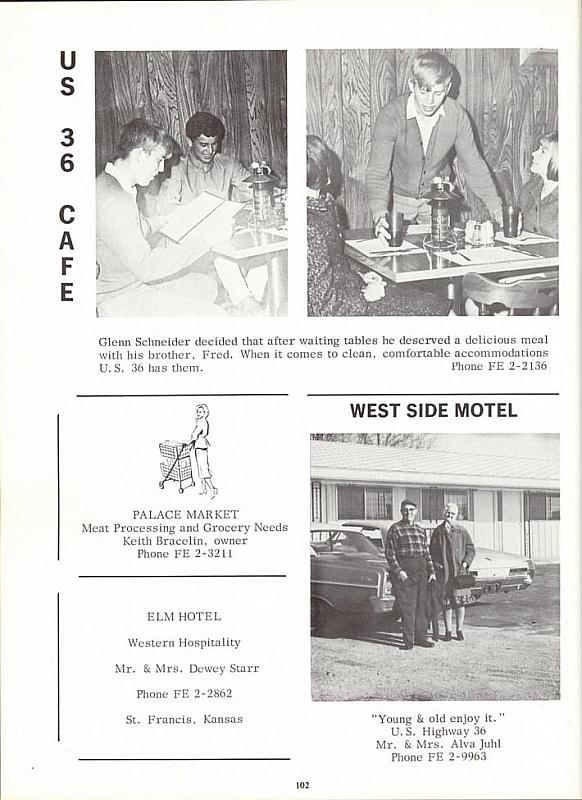 US 36 CAFE
Glenn Schneider decided that after waiting tables he deserved a delicious meal
with his brother, Fred. When it comes to clean, comfortable accommodations
U.S. 36 has them. Phone FE 2-2136
PALACE MARKET
Meat Processing and Grocery Needs
Keith Bracelin, owner
Phone FE 2-3211
ELM HOTEL
Western Hospitality
Mr. & Mrs. Dewey Starr
Phone FE 2-2862
St. Francis, Kansas
WEST SIDE MOTEL
"Young & old enjoy it."
U.S. Highway 36
Mr. & Mrs. Alva Juhl
Phone FE 2-9963
102